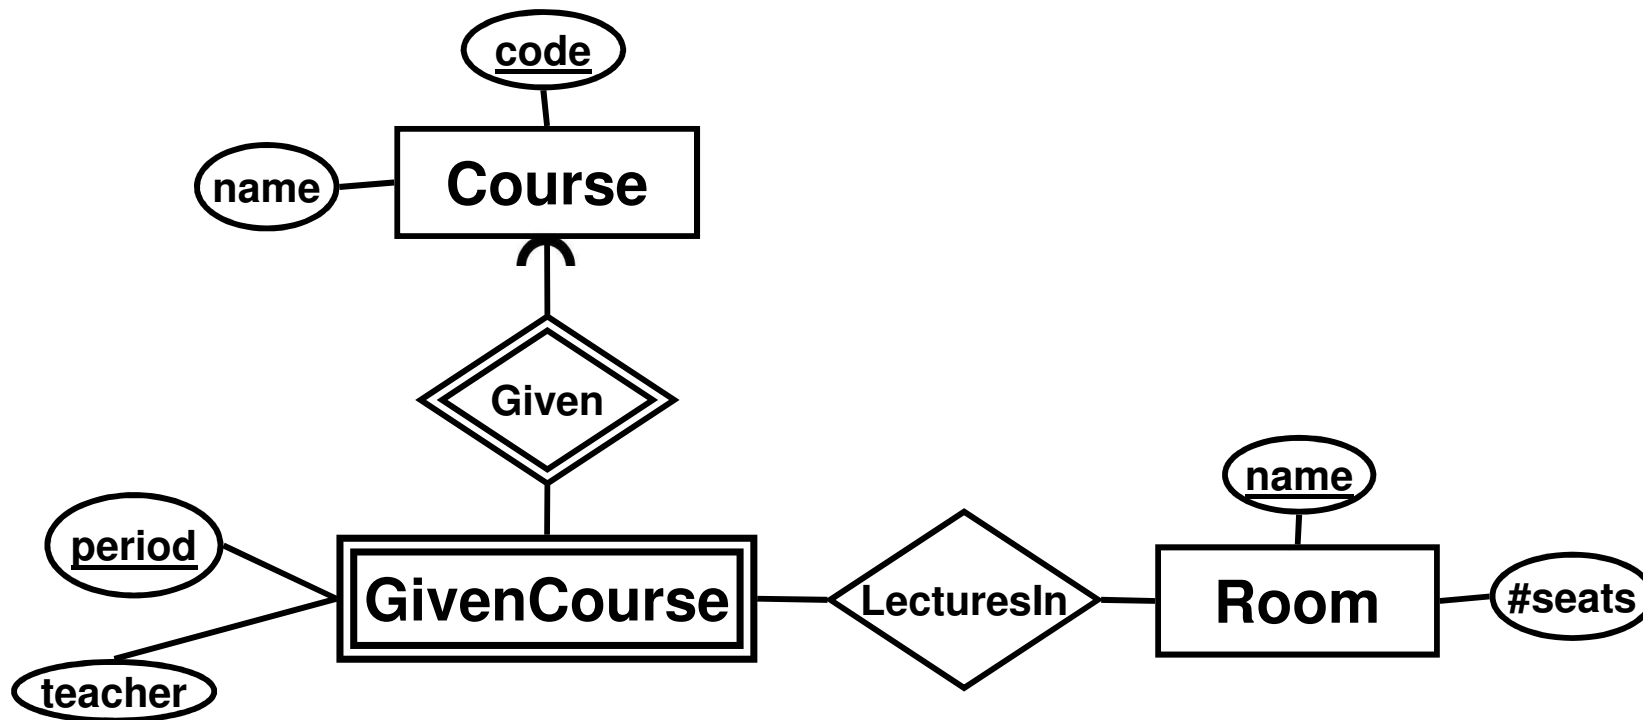 code
name
Course
Given
name
period
GivenCourse
LecturesIn
Room
#seats
teacher